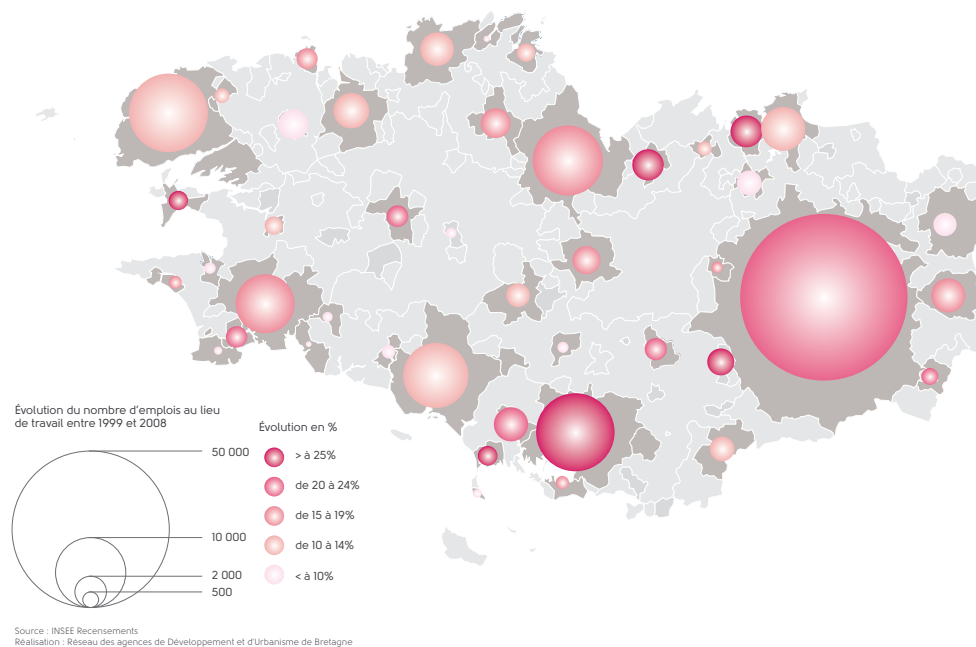 Évolution du nombre d'emplois au lieu
de travail entre 1999 et 2008
50 000
10 000
2 000
500
Évolution en %
> à 25%
de 20 à 24%
de 15 à 19%
de 10 à 14%
< à 10%
Source : INSEE Recensements
Réalisation : Réseau des agences de Développement et d'Urbanisme de Bretagne